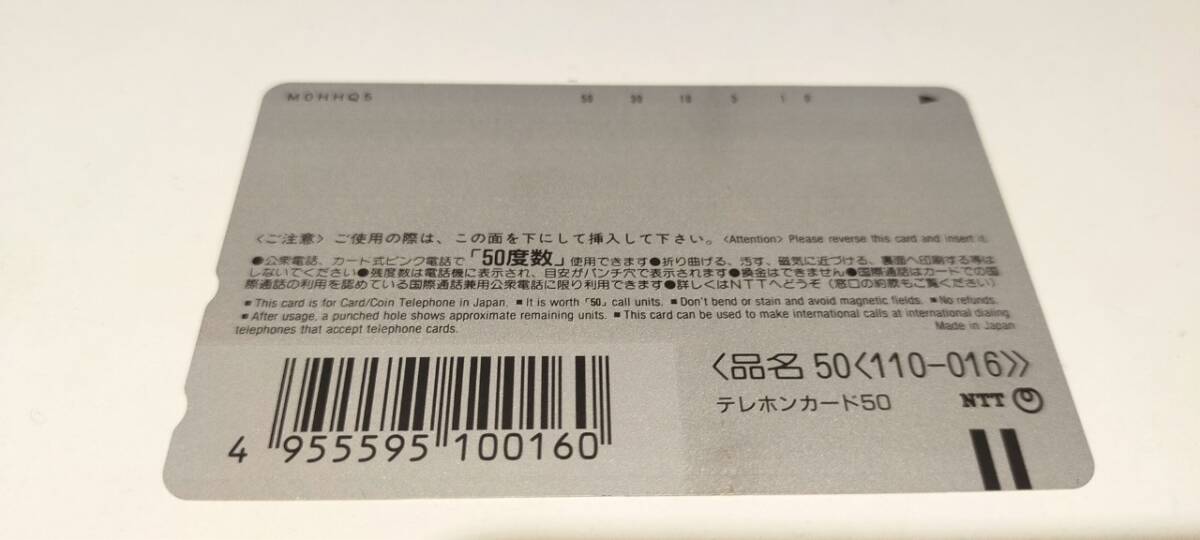 MOHHQ5 50 30 10 5 1 0
〈ご注意〉ご使用の際は、この面を下にして挿入して下さい。〈Attention〉Please reverse this card and insert it.
●公衆電話、カード式ピンク電話で「50度数」使用できます●折り曲げる、汚す、磁気に近づける、裏面へ印刷する等は
しないでください●残度数は電話機に表示され、目安がパンチ穴で表示されます●換金はできません●国際通話はカードでの国
際通話の利用を認めている国際通話兼用公衆電話に限り利用できます●詳しくはNTTへどうぞ(窓口の約款もご覧ください)
■This card is for Card/Coin Telephone in Japan. ■It is worth「50」call units. ■Don't bend or stain and avoid magnetic fields. ■No refunds.
■After usage, a punched hole shows approximate remaining units. ■This card can be used to make international calls at international dialing
telephones that accept telephone cards. Made in Japan
〈品名 50〈110-016〉〉
テレホンカード50 NTT
4 955595 100160